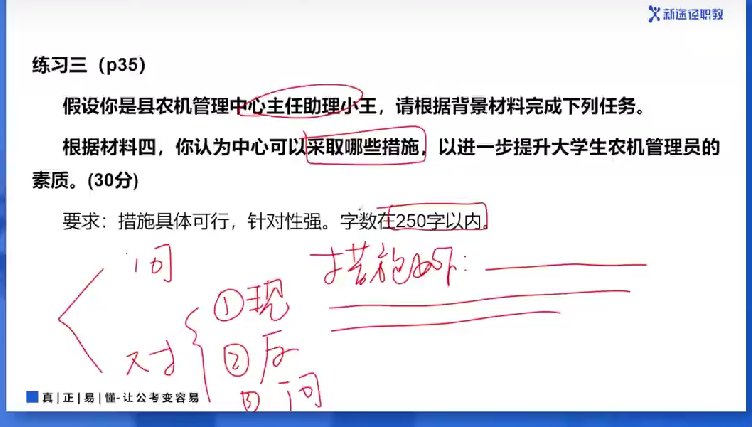 新途径职教
练习三（p35）
假设你是县农机管理中心主任助理小王，请根据背景材料完成下列任务。
根据材料四，你认为中心可以采取哪些措施，以进一步提升大学生农机管理员的
素质。(30分)
要求：措施具体可行，针对性强。字数在250字以内。
问
措施如下：
①现
对
②反
③问
真|正|易|懂-让公考变容易